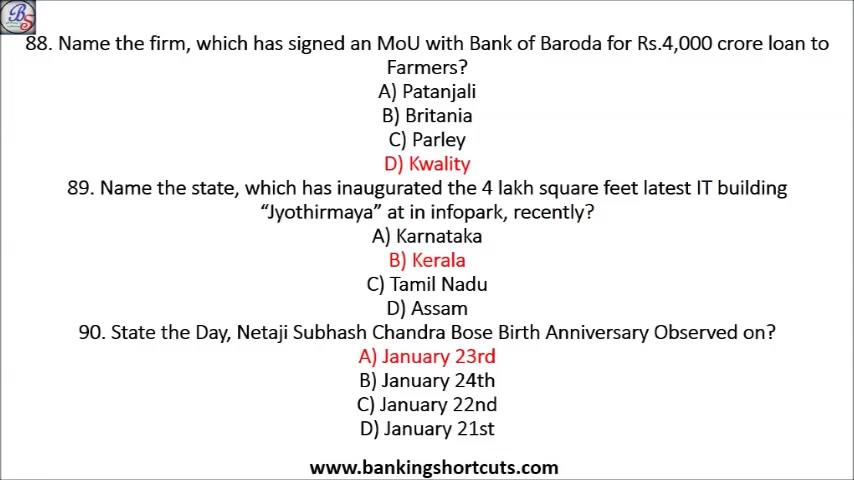 BS
88. Name the firm, which has signed an MoU with Bank of Baroda for Rs.4,000 crore loan to
Farmers?
A) Patanjali
B) Britania
C) Parley
D) Kwality
89. Name the state, which has inaugurated the 4 lakh square feet latest IT building
“Jyothirmaya” at in infopark, recently?
A) Karnataka
B) Kerala
C) Tamil Nadu
D) Assam
90. State the Day, Netaji Subhash Chandra Bose Birth Anniversary Observed on?
A) January 23rd
B) January 24th
C) January 22nd
D) January 21st
www.bankingshortcuts.com